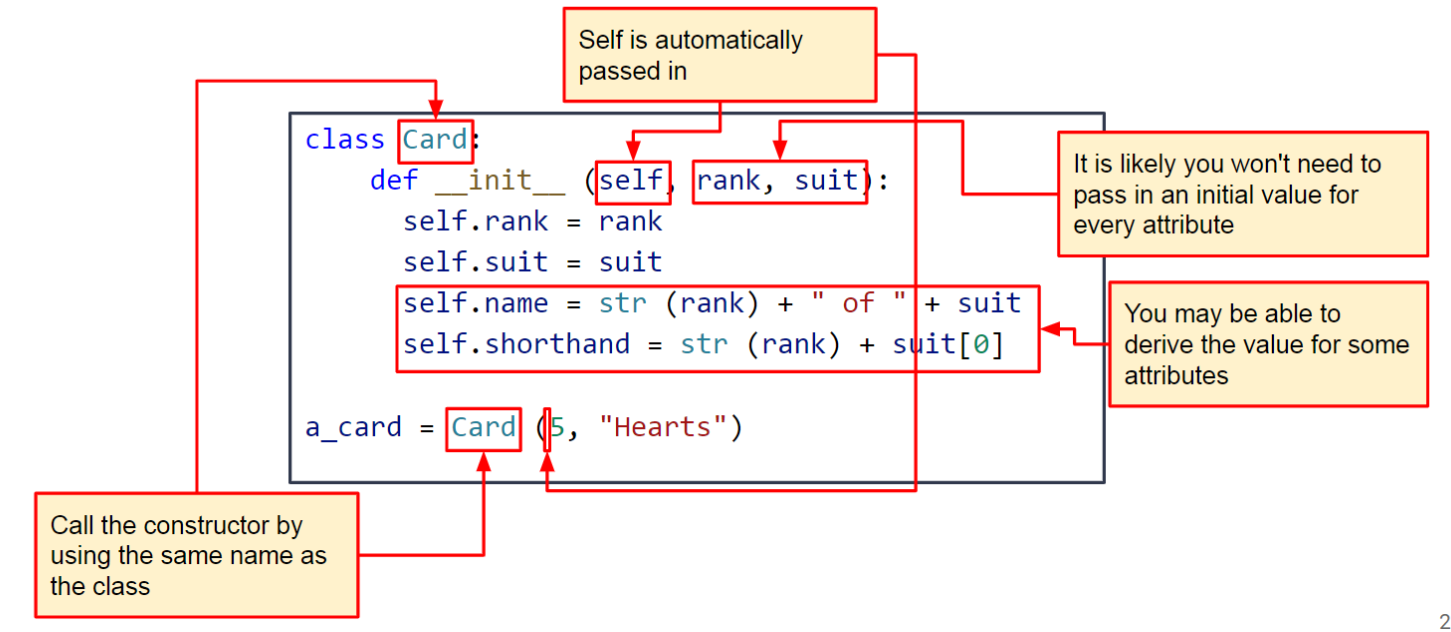 Self is automatically
passed in
class Card:
def __init__ (self, rank, suit):
self.rank = rank
self.suit = suit
self.name = str (rank) + " of " + suit
self.shorthand = str (rank) + suit[0]
a_card = Card (5, "Hearts")
It is likely you won't need to
pass in an initial value for
every attribute
You may be able to
derive the value for some
attributes
Call the constructor by
using the same name as
the class
2